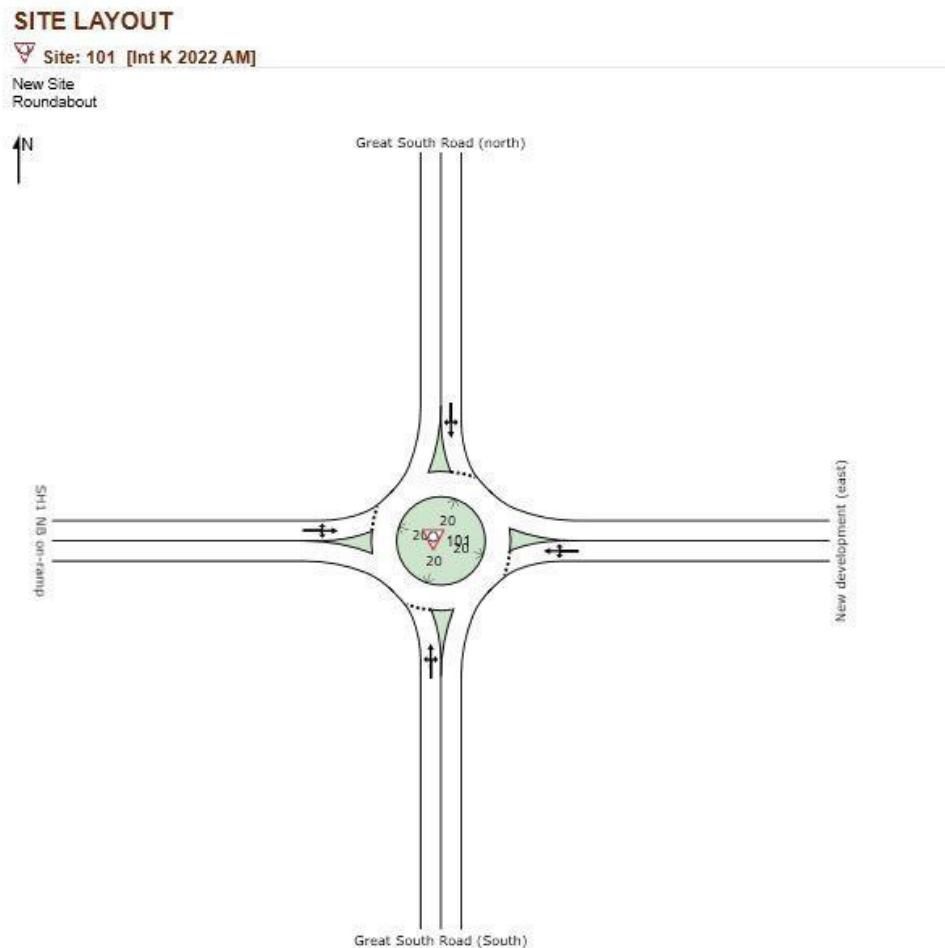 SITE LAYOUT
Site: 101 [Int K 2022 AM]
New Site
Roundabout
N
Great South Road (north)
SH1 NB on-ramp
20
20
101
20
20
New development (east)
Great South Road (South)